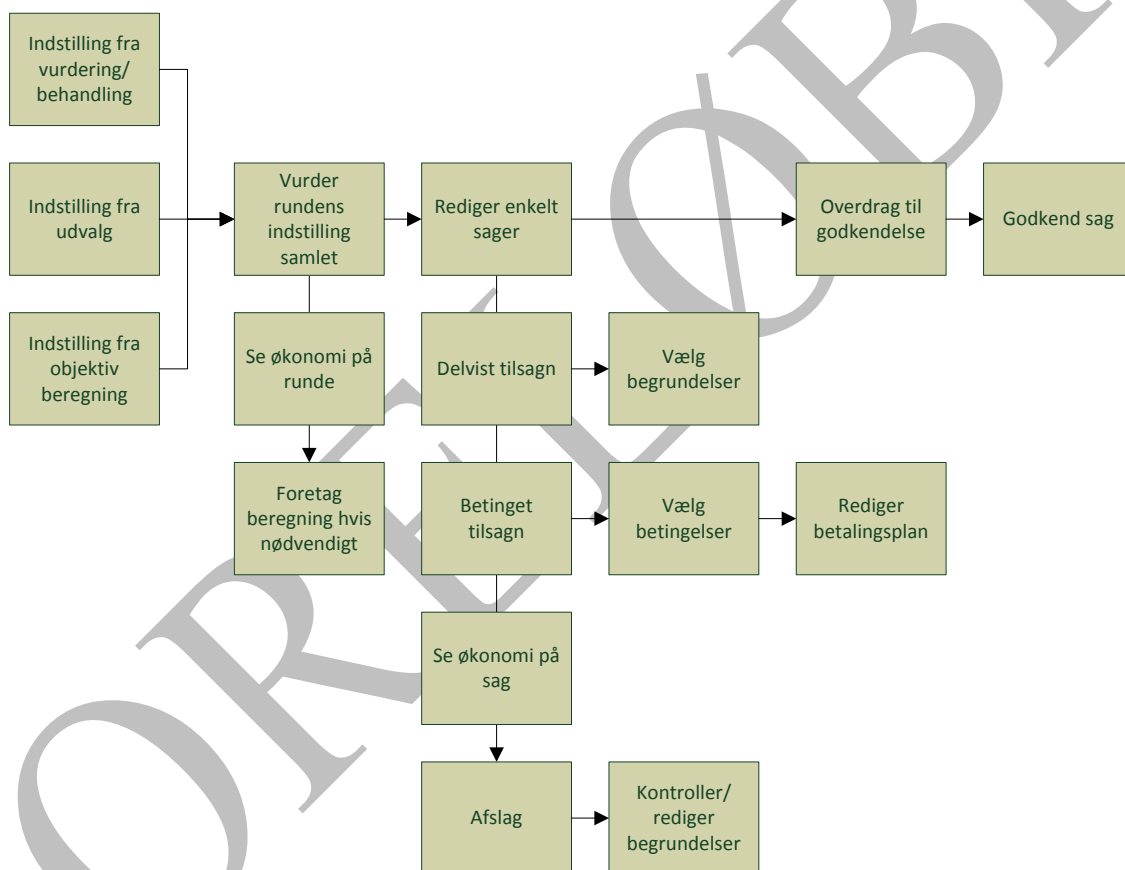 Indstilling fra
vurdering/
behandling
Indstilling fra
udvalg
Vurder
rundens
indstilling
samlet
Rediger enkelt
sager
Overdrag til
godkendelse
Godkend sag
Indstilling fra
objektiv
beregning
Se økonomi på
runde
Delvist tilsagn
Vælg
begrundelser
Foretag
beregning hvis
nødvendigt
Betinget
tilsagn
Vælg
betingelser
Rediger
betalingsplan
Se økonomi på
sag
Afslag
Kontroller/
rediger
begrundelser